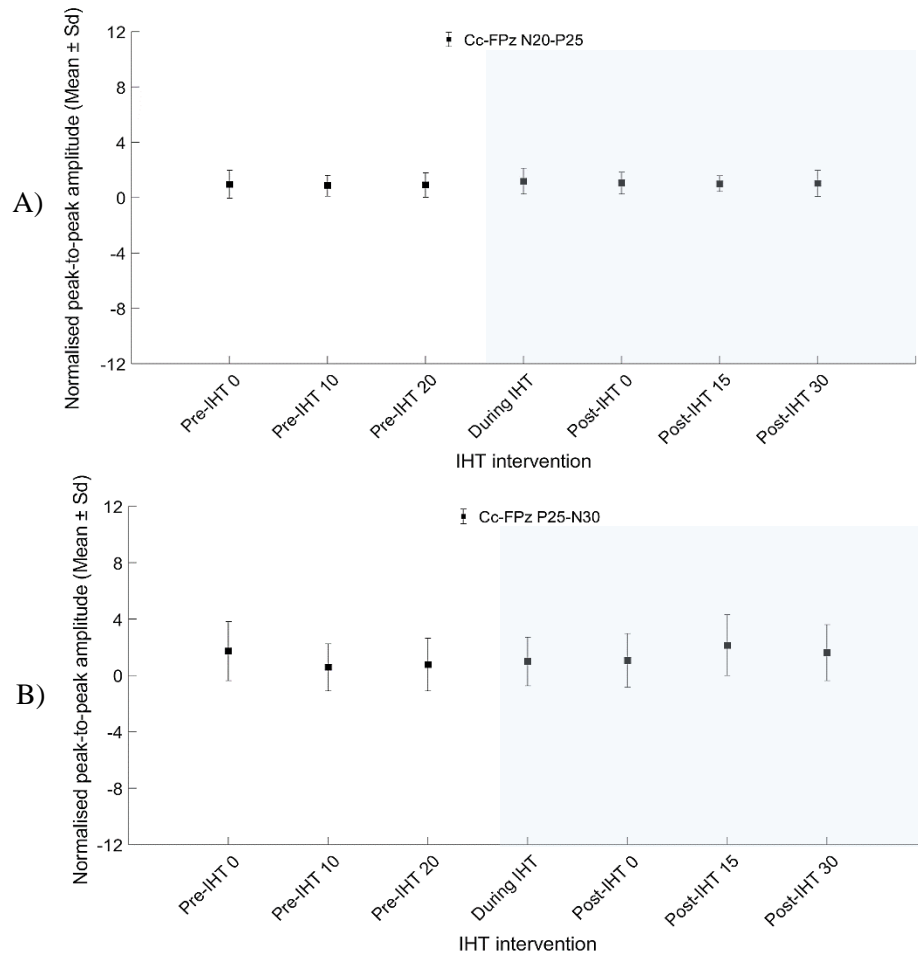 A)
Normalised peak-to-peak amplitude (Mean ± Sd)
12
8
4
0
-4
-8
-12
Cc-FPz N20-P25
Pre-IHT 0
Pre-IHT 10
Pre-IHT 20
During IHT
Post-IHT 0
Post-IHT 15
Post-IHT 30
IHT intervention
B)
Normalised peak-to-peak amplitude (Mean ± Sd)
12
8
4
0
-4
-8
-12
Cc-FPz P25-N30
Pre-IHT 0
Pre-IHT 10
Pre-IHT 20
During IHT
Post-IHT 0
Post-IHT 15
Post-IHT 30
IHT intervention